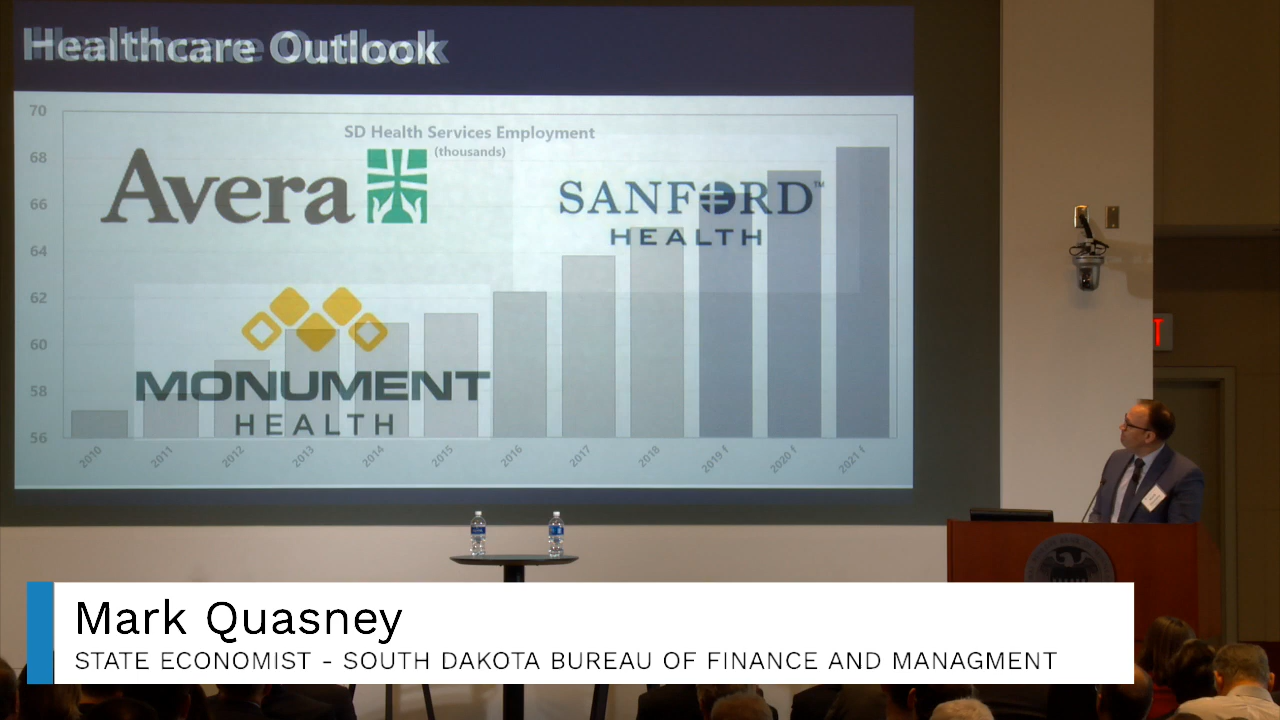 Healthcare Outlook
SD Health Services Employment
(thousands)
70
68
66
64
62
60
58
56
Avera
SANFORD™
HEALTH
MONUMENT
HEALTH
2010
2011
2012
2013
2014
2015
2016
2017
2018
2019 f
2020 f
2021 f
Mark Quasney
STATE ECONOMIST - SOUTH DAKOTA BUREAU OF FINANCE AND MANAGMENT